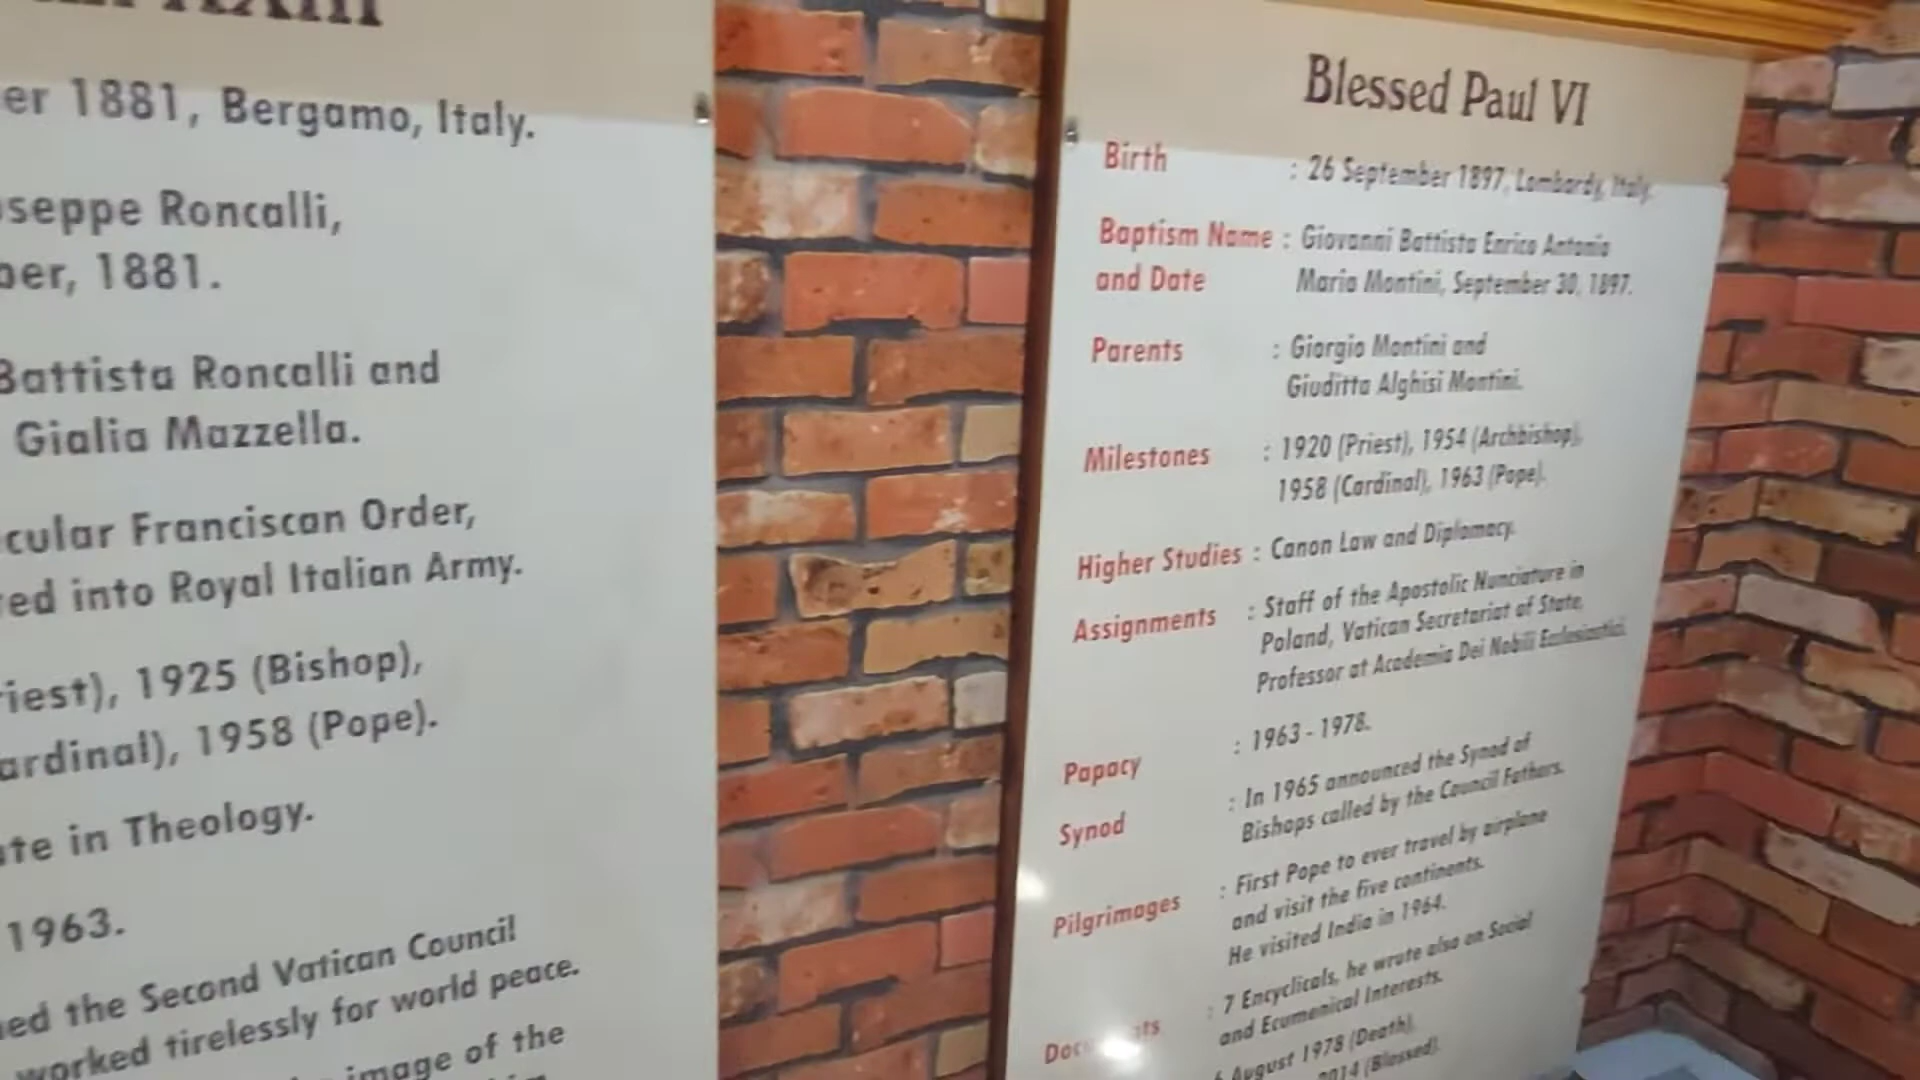 er 1881, Bergamo, Italy.
seppe Roncalli,
ber, 1881.
Battista Roncalli and
Gialia Mazzella.
cular Franciscan Order,
red into Royal Italian Army.
riest), 1925 (Bishop),
ardinal), 1958 (Pope).
te in Theology.
1963.
ed the Second Vatican Council
worked tirelessly for world peace.
image of the
Blessed Paul VI
Birth : 26 September 1897, Lombardy, Italy.
Baptism Name : Giovanni Battista Enrico Antonio
and Date Maria Montini, September 30, 1897.
Parents : Giorgio Montini and
Giuditta Alghisi Montini.
Milestones : 1920 (Priest), 1954 (Archbishop),
1958 (Cardinal), 1963 (Pope).
Higher Studies : Canon Law and Diplomacy.
Assignments : Staff of the Apostolic Nunciature in
Poland, Vatican Secretariat of State,
Professor at Academia Dei Nobili Ecclesiastici.
Papacy : 1963 - 1978.
Synod : In 1965 announced the Synod of
Bishops called by the Council Fathers.
Pilgrimages : First Pope to ever travel by airplane
and visit the five continents.
He visited India in 1964.
: 7 Encyclicals, he wrote also on Social
and Ecumenical Interests.
6 August 1978 (Death),
2014 (Blessed).